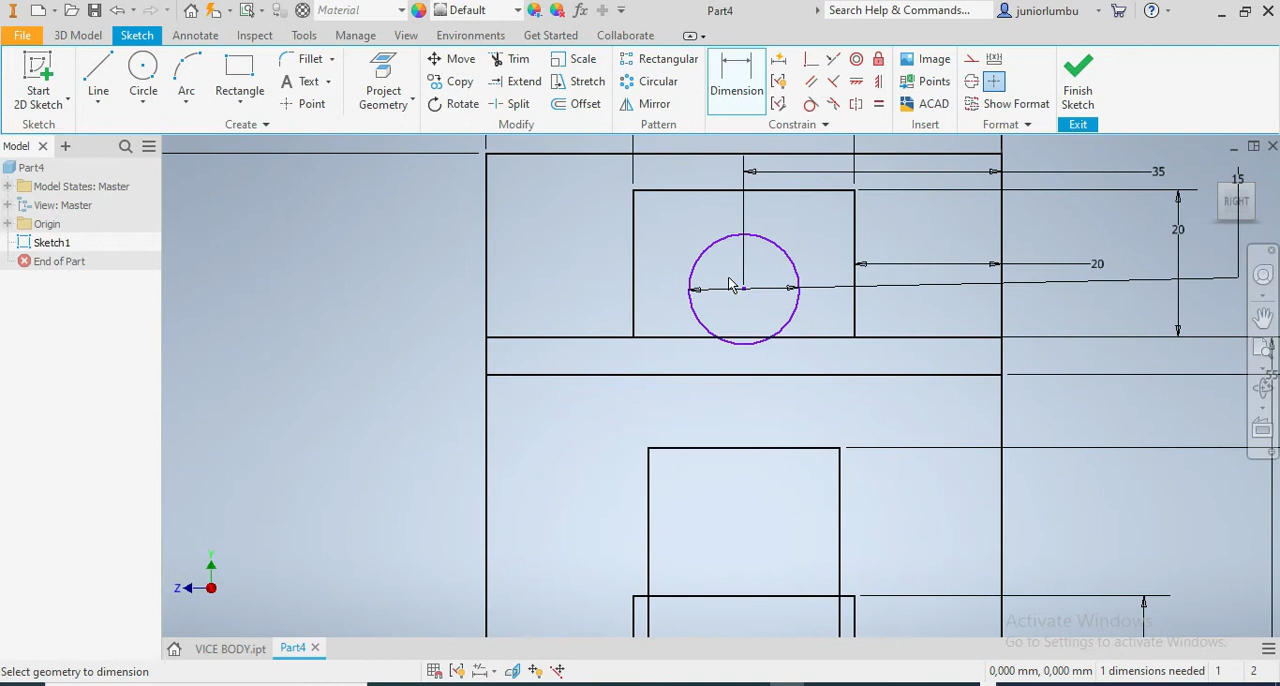 Material
Default
Part4
Search Help & Commands...
juniorlumbu
File
3D Model
Sketch
Annotate
Inspect
Tools
Manage
View
Environments
Get Started
Collaborate
Start
2D Sketch
Line
Circle
Arc
Rectangle
Fillet
Text
Point
Project
Geometry
Move
Copy
Rotate
Trim
Extend
Split
Scale
Stretch
Offset
Rectangular
Circular
Mirror
Dimension
Image
Points
ACAD
Show Format
Finish
Sketch
Sketch
Create
Modify
Pattern
Constrain
Insert
Format
Exit
Model
Part4
Model States: Master
View: Master
Origin
Sketch1
End of Part
35
15
RIGHT
20
20
55
Y
Z
Activate Windows
Go to Settings to activate Windows.
VICE BODY.ipt
Part4
Select geometry to dimension
0,000 mm, 0,000 mm
1 dimensions needed
1
2